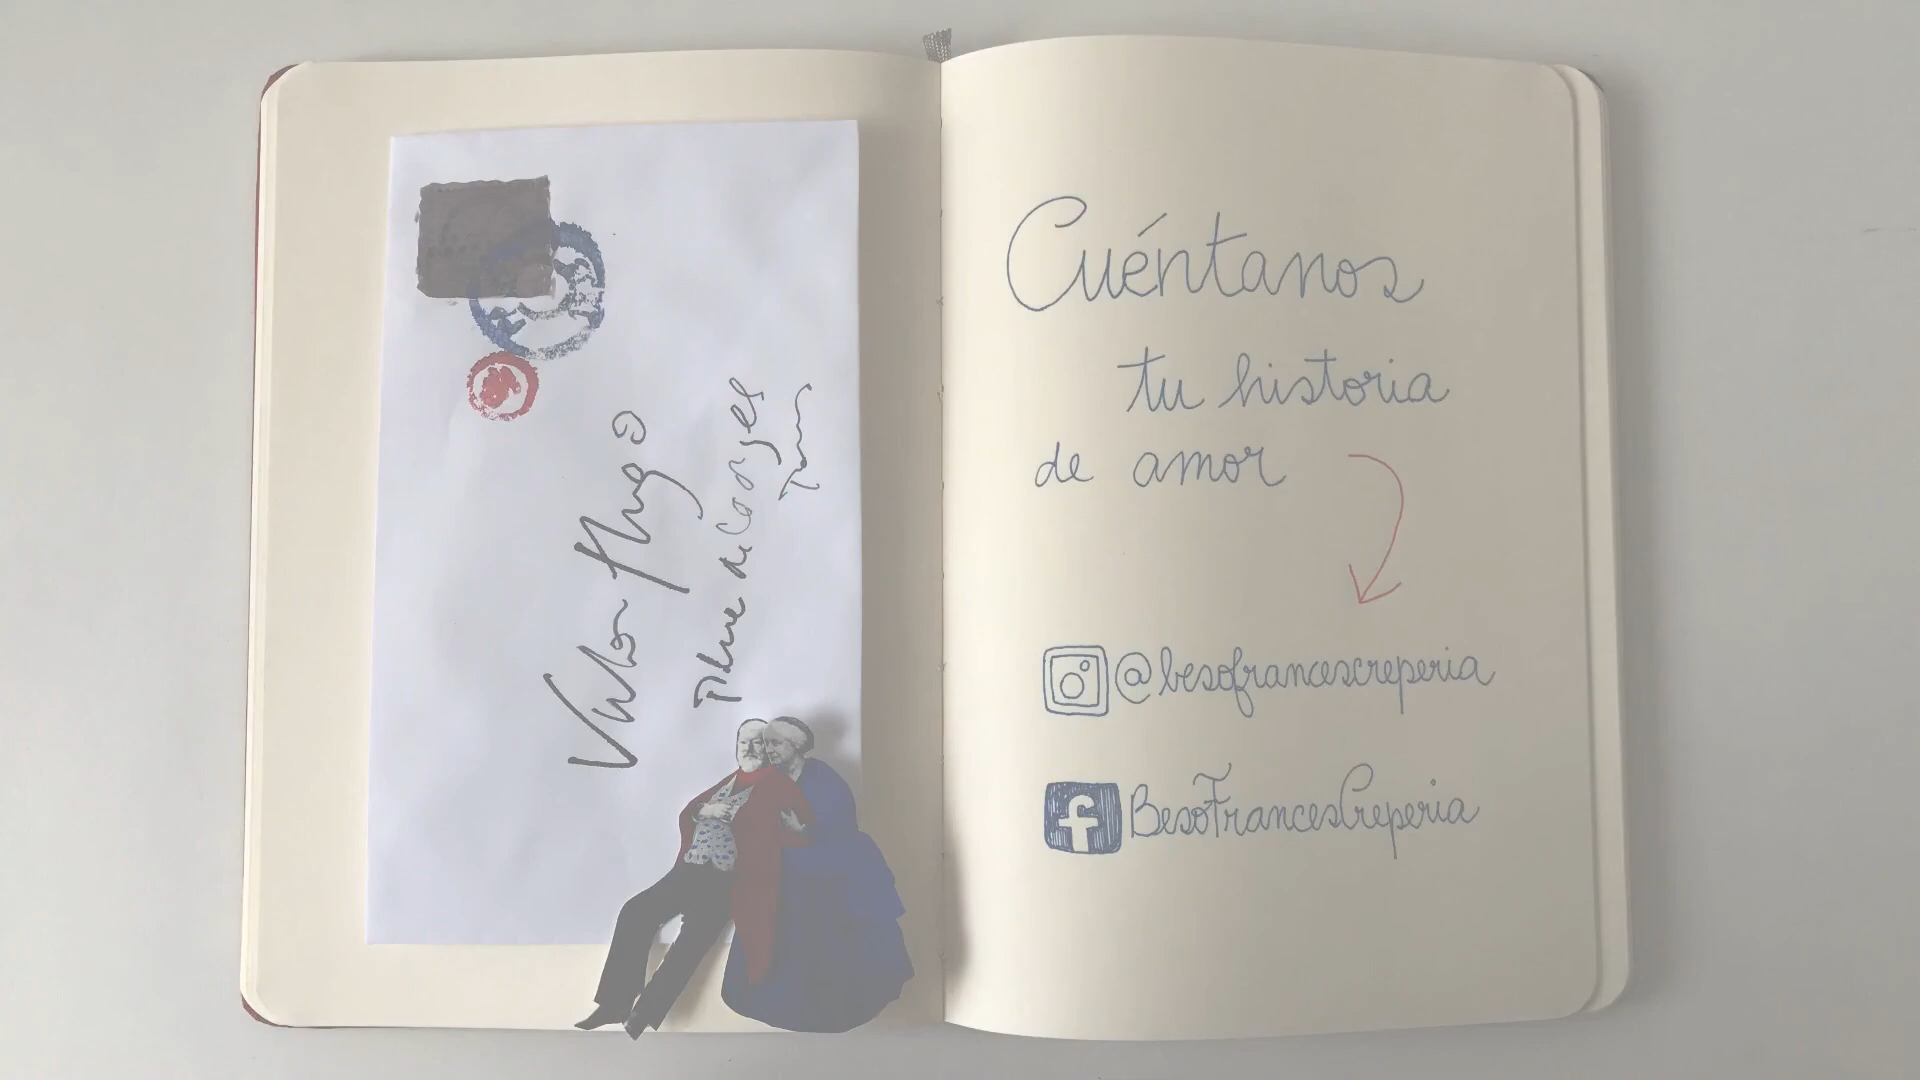 Victor Hugo
Cuéntanos
tu historia
de amor
@besofrancescreperia
BesoFrancesCreperia